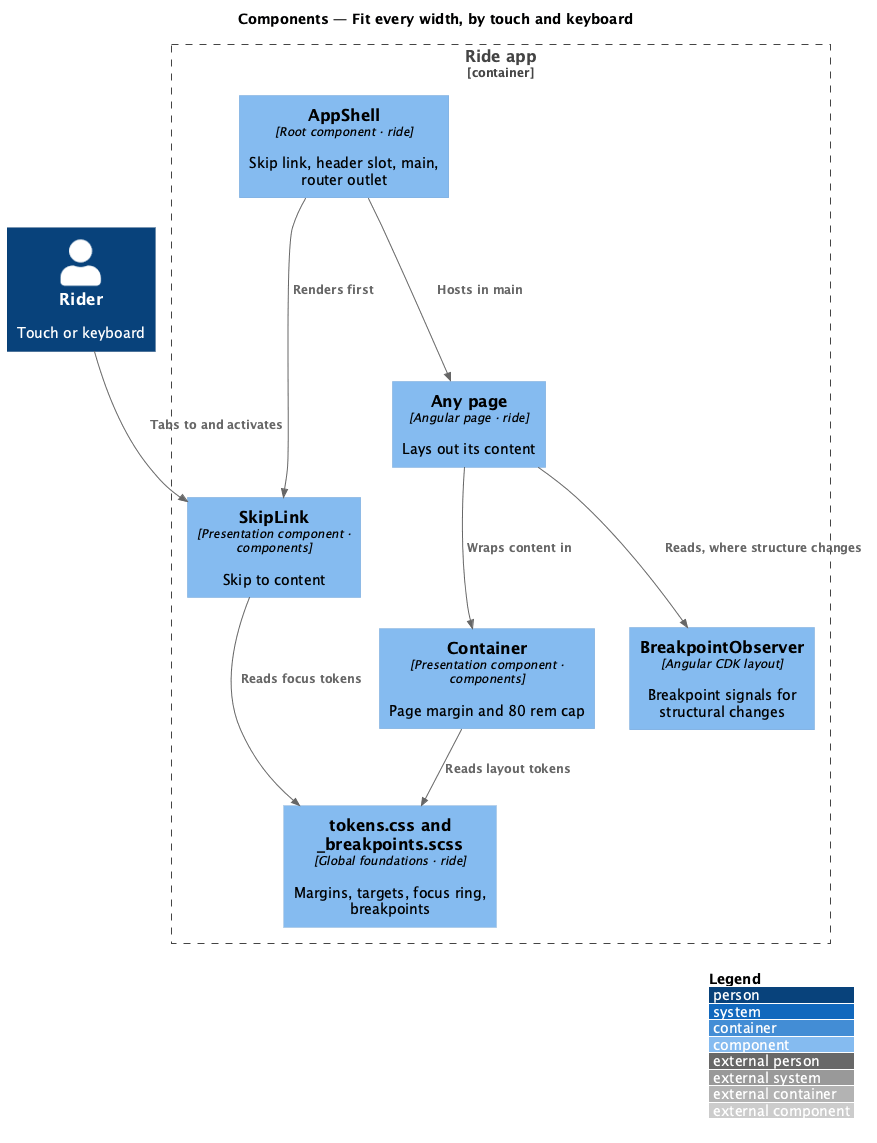 Components — Fit every width, by touch and keyboard
Ride app
[container]
AppShell
[Root component · ride]
Skip link, header slot, main,
router outlet
Rider
Touch or keyboard
Renders first
Hosts in main
Any page
[Angular page · ride]
Lays out its content
Tabs to and activates
SkipLink
[Presentation component ·
components]
Skip to content
Wraps content in
Reads, where structure changes
Container
[Presentation component ·
components]
Page margin and 80 rem cap
BreakpointObserver
[Angular CDK layout]
Breakpoint signals for
structural changes
Reads focus tokens
Reads layout tokens
tokens.css and
_breakpoints.scss
[Global foundations · ride]
Margins, targets, focus ring,
breakpoints
Legend
person
system
container
component
external person
external system
external container
external component